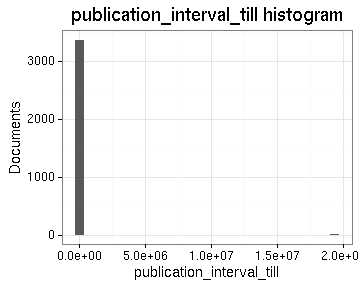 publication_interval_till histogram
Documents
3000
2000
1000
0
0.0e+00 5.0e+06 1.0e+07 1.5e+07 2.0e+0
publication_interval_till